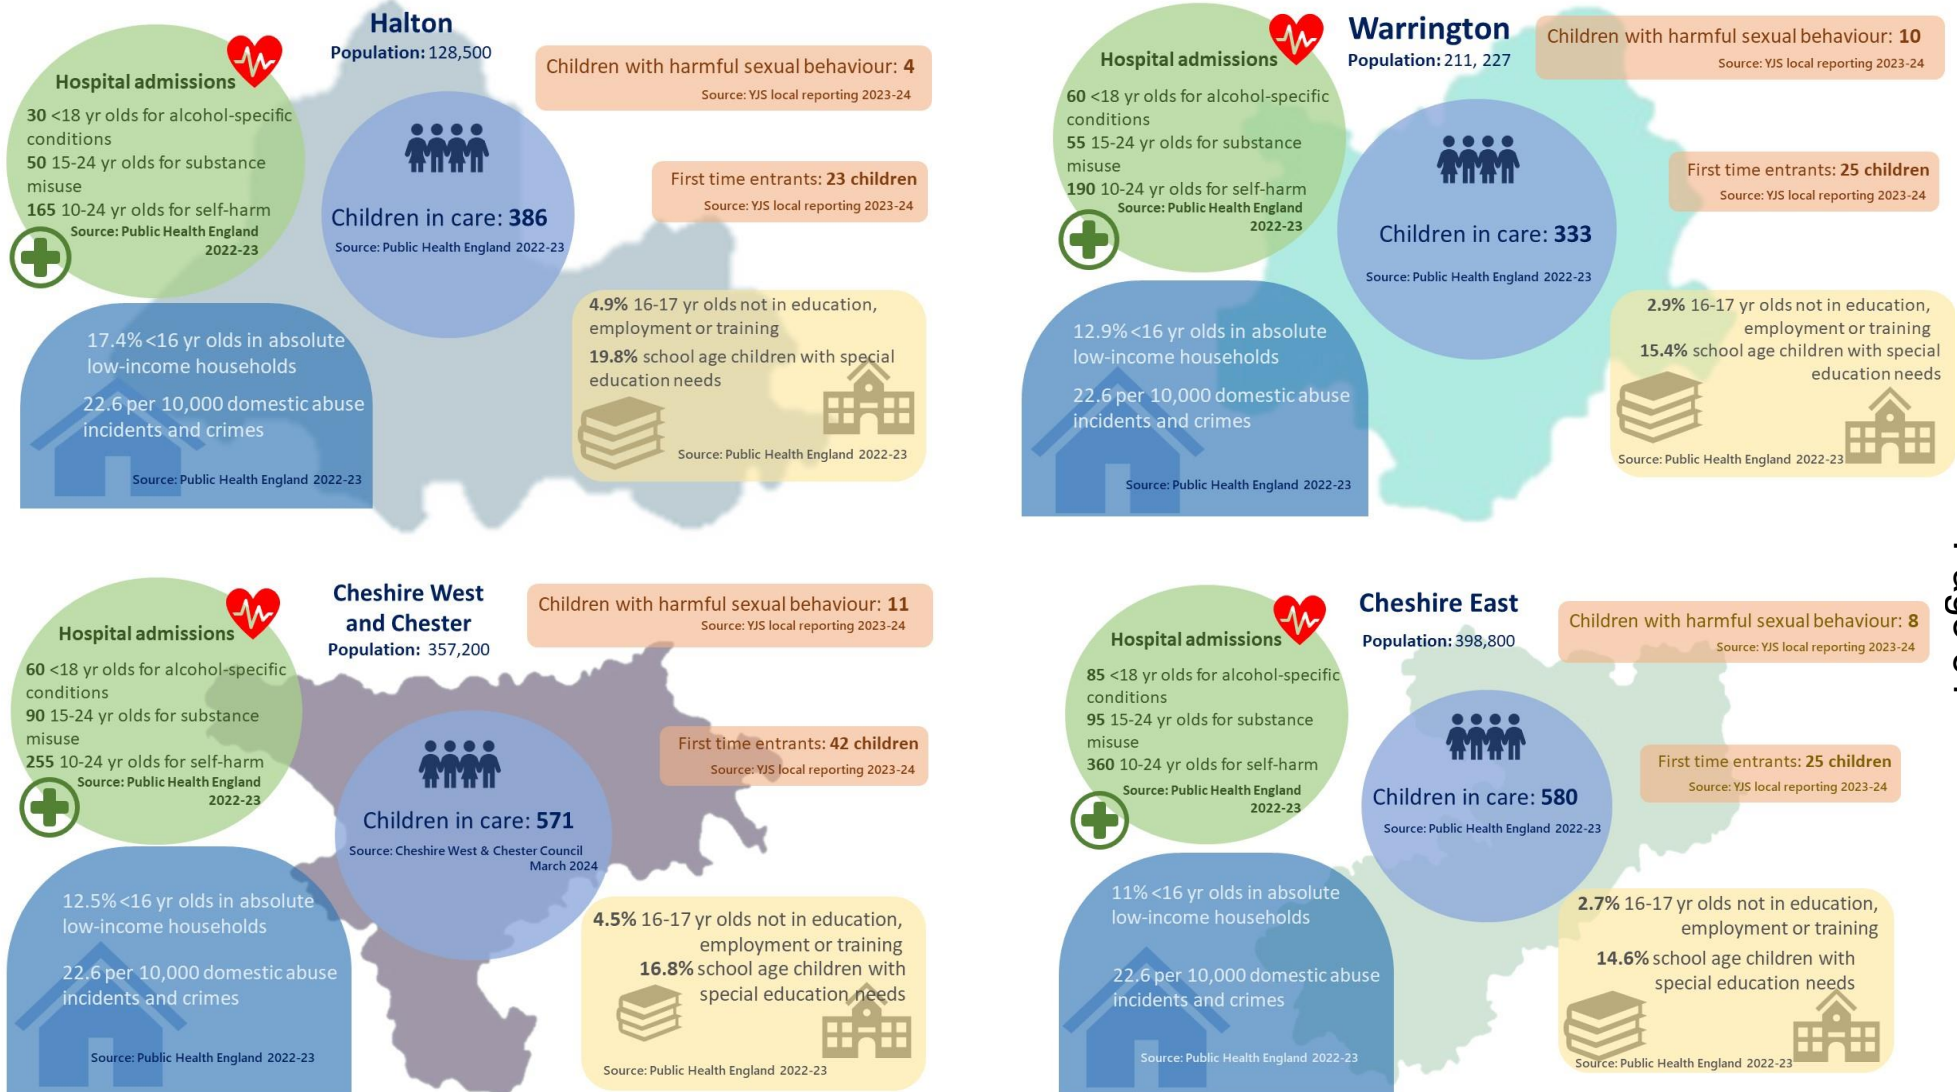 Halton
Population: 128,500
Hospital admissions
30 <18 yr olds for alcohol-specific
conditions
50 15-24 yr olds for substance
misuse
165 10-24 yr olds for self-harm
Source: Public Health England
2022-23
Children with harmful sexual behaviour: 4
Source: YJS local reporting 2023-24
First time entrants: 23 children
Source: YJS local reporting 2023-24
Children in care: 386
Source: Public Health England 2022-23
17.4% <16 yr olds in absolute
low-income households
22.6 per 10,000 domestic abuse
incidents and crimes
Source: Public Health England 2022-23
4.9% 16-17 yr olds not in education,
employment or training
19.8% school age children with special
education needs
Source: Public Health England 2022-23
Warrington
Population: 211, 227
Hospital admissions
60 <18 yr olds for alcohol-specific
conditions
55 15-24 yr olds for substance
misuse
190 10-24 yr olds for self-harm
Source: Public Health England
2022-23
Children with harmful sexual behaviour: 10
Source: YJS local reporting 2023-24
First time entrants: 25 children
Source: YJS local reporting 2023-24
Children in care: 333
Source: Public Health England 2022-23
12.9% <16 yr olds in absolute
low-income households
22.6 per 10,000 domestic abuse
incidents and crimes
Source: Public Health England 2022-23
2.9% 16-17 yr olds not in education,
employment or training
15.4% school age children with special
education needs
Source: Public Health England 2022-23
Cheshire West
and Chester
Population: 357,200
Hospital admissions
60 <18 yr olds for alcohol-specific
conditions
90 15-24 yr olds for substance
misuse
255 10-24 yr olds for self-harm
Source: Public Health England
2022-23
Children with harmful sexual behaviour: 11
Source: YJS local reporting 2023-24
First time entrants: 42 children
Source: YJS local reporting 2023-24
Children in care: 571
Source: Cheshire West & Chester Council
March 2024
12.5% <16 yr olds in absolute
low-income households
22.6 per 10,000 domestic abuse
incidents and crimes
Source: Public Health England 2022-23
4.5% 16-17 yr olds not in education,
employment or training
16.8% school age children with
special education needs
Source: Public Health England 2022-23
Cheshire East
Population: 398,800
Hospital admissions
85 <18 yr olds for alcohol-specific
conditions
95 15-24 yr olds for substance
misuse
360 10-24 yr olds for self-harm
Source: Public Health England
2022-23
Children with harmful sexual behaviour: 8
Source: YJS local reporting 2023-24
First time entrants: 25 children
Source: YJS local reporting 2023-24
Children in care: 580
Source: Public Health England 2022-23
11% <16 yr olds in absolute
low-income households
22.6 per 10,000 domestic abuse
incidents and crimes
Source: Public Health England 2022-23
2.7% 16-17 yr olds not in education,
employment or training
14.6% school age children with
special education needs
Source: Public Health England 2022-23